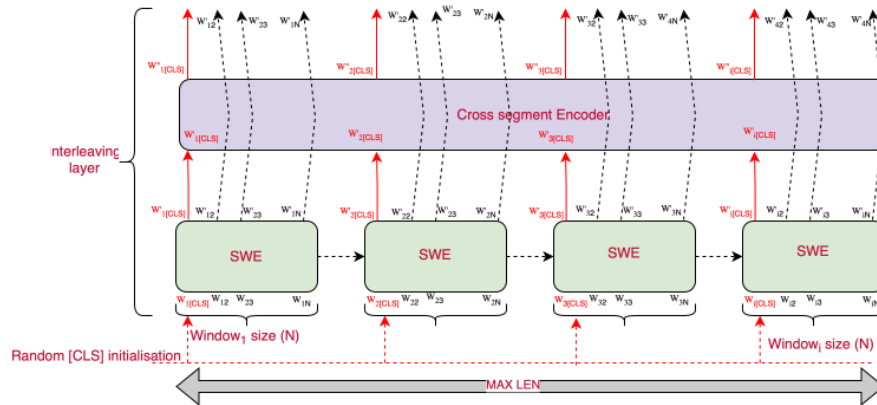 W'12 W'23 W'1N W'22 W'23 W'2N W'32 W'33 W'4N W'42 W'43 W'4N
W''1[CLS] W''2[CLS] W''3[CLS] W''i[CLS]
Cross segment Encoder
W'1[CLS] W'2[CLS] W'3[CLS] W'i[CLS]
Interleaving
layer
W'1[CLS] W'12 W'23 W'1N W'2[CLS] W'22 W'23 W'2N W'3[CLS] W'32 W'33 W'3N W'i[CLS] W'i2 W'i3 W'iN
SWE SWE SWE SWE
W1[CLS] W12 W23 W1N W2[CLS] W22 W23 W2N W3[CLS] W32 W33 W3N Wi[CLS] Wi2 Wi3 WiN
Window1 size (N) Windowi size (N)
Random [CLS] initialisation
MAX LEN